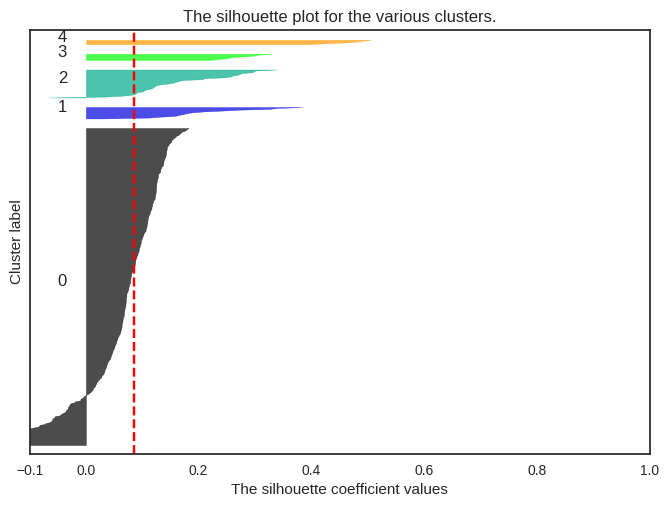 The silhouette plot for the various clusters.
4
3
2
1
0
Cluster label
−0.1 0.0 0.2 0.4 0.6 0.8 1.0
The silhouette coefficient values